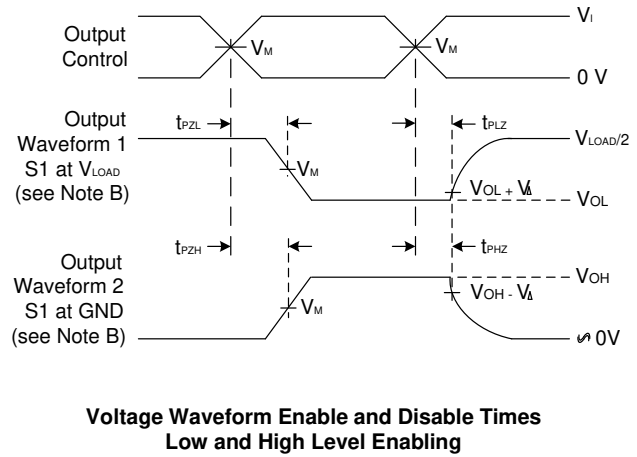 Output
Control
VM
VM
VI
0 V
Output
Waveform 1
S1 at VLOAD
(see Note B)
tPZL
tPLZ
VM
VLOAD/2
VOL + VΔ
VOL
Output
Waveform 2
S1 at GND
(see Note B)
tPZH
tPHZ
VM
VOH
VOH - VΔ
∽0V
Voltage Waveform Enable and Disable Times
Low and High Level Enabling